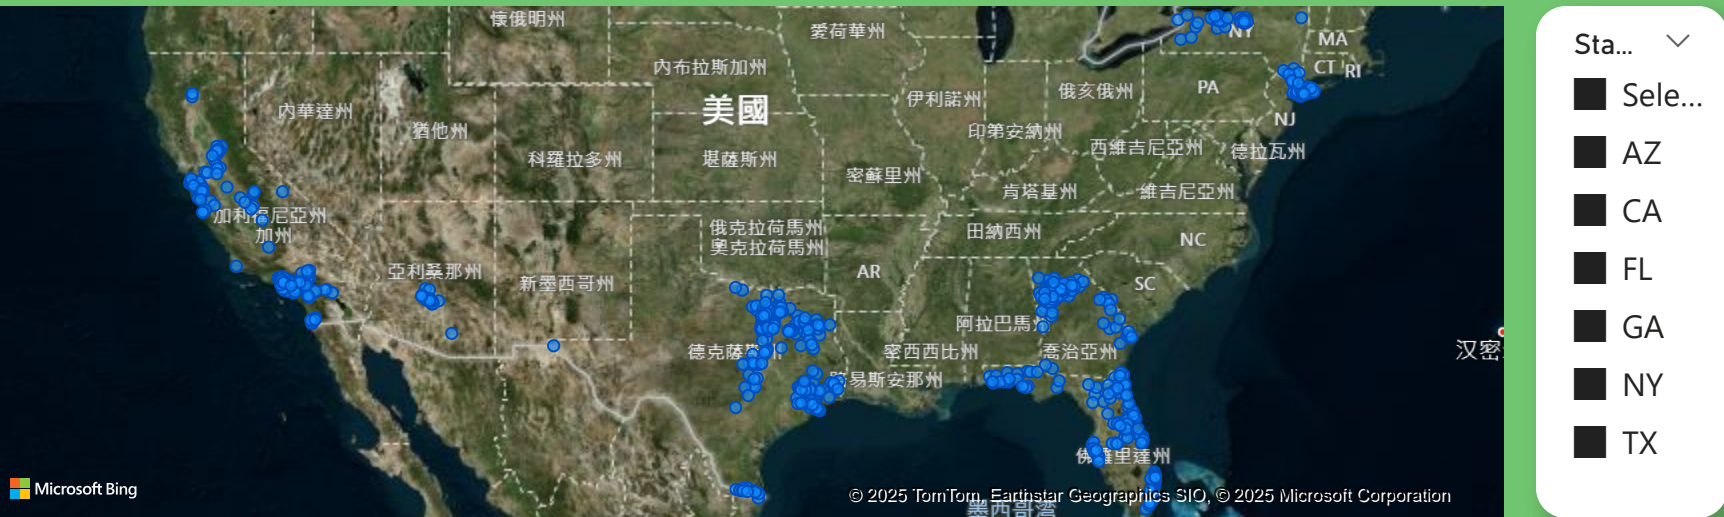 懷俄明州
愛荷華州
NY
MA
CT RI
內布拉斯加州
美國
內華達州
猶他州
伊利諾州
俄亥俄州
PA
NJ
印第安納州
科羅拉多州
堪薩斯州
密蘇里州
西維吉尼亞州
德拉瓦州
肯塔基州
維吉尼亞州
加利福尼亞州
加州
俄克拉荷馬州
奧克拉荷馬州
田納西州
NC
亞利桑那州
新墨西哥州
AR
SC
阿拉巴馬州
德克薩斯州
密西西比州
喬治亞州
路易斯安那州
佛羅里達州
墨西哥湾
汉密
Microsoft Bing
© 2025 TomTom, Earthstar Geographics SIO, © 2025 Microsoft Corporation
Sta...
Sele...
AZ
CA
FL
GA
NY
TX